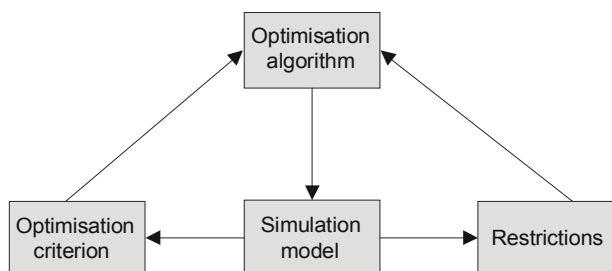 Optimisation
algorithm
Optimisation
criterion
Simulation
model
Restrictions